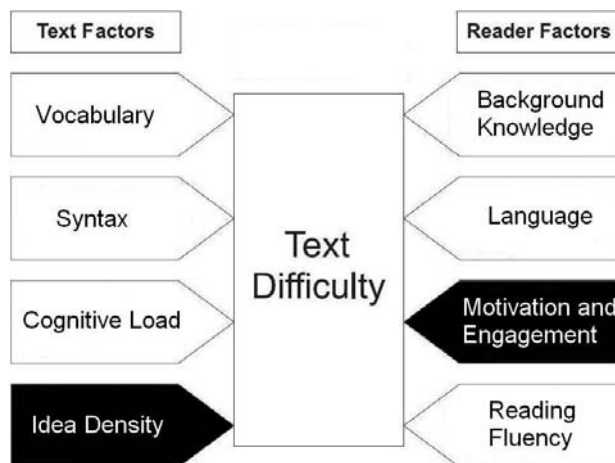 Text Factors
Reader Factors
Vocabulary
Background
Knowledge
Syntax
Language
Text
Difficulty
Cognitive Load
Motivation and
Engagement
Idea Density
Reading
Fluency